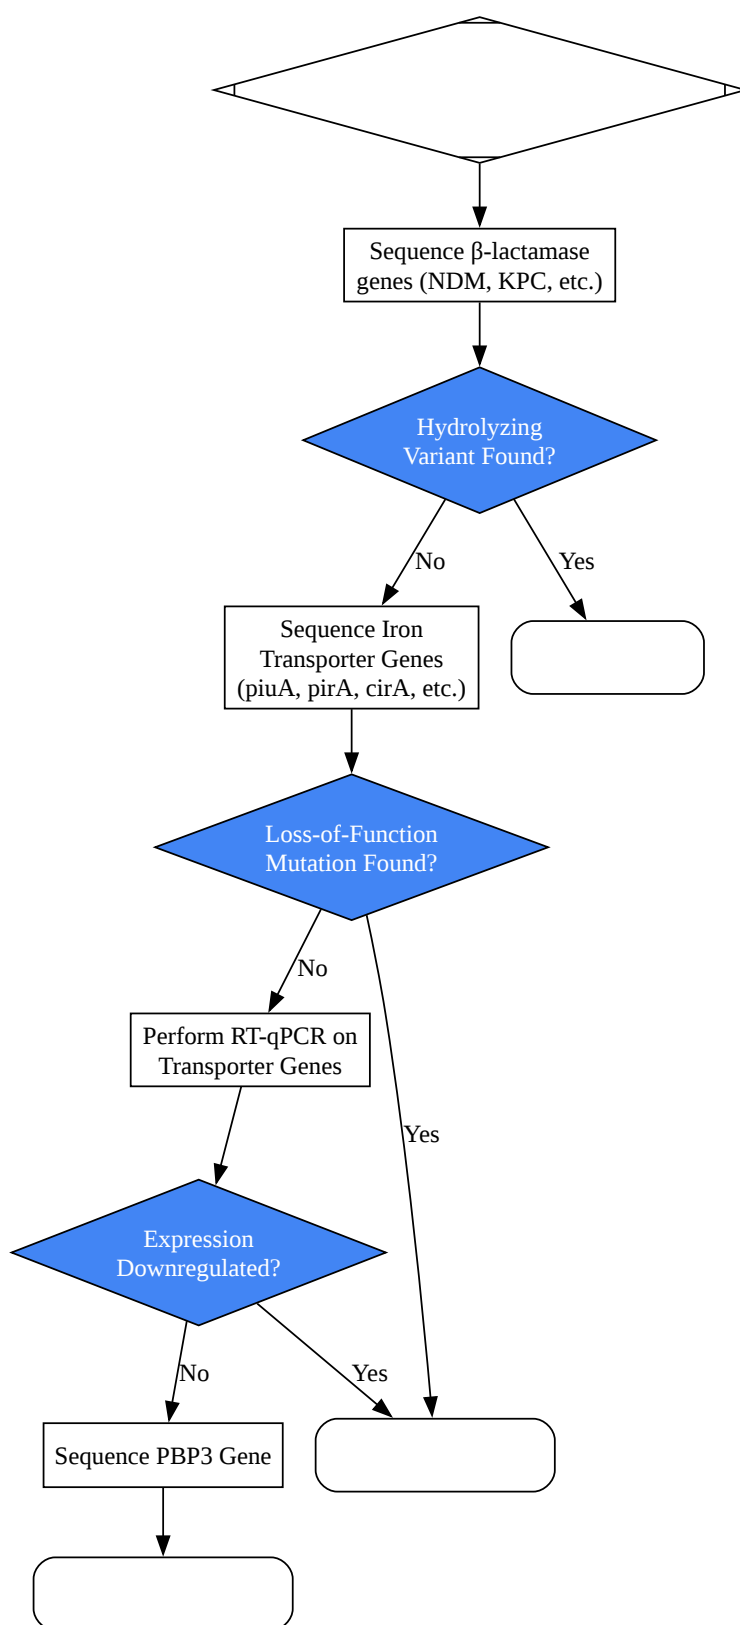 Sequence β-lactamase
genes (NDM, KPC, etc.)
Hydrolyzing
Variant Found?
No
Yes
Sequence Iron
Transporter Genes
(piuA, pirA, cirA, etc.)
Loss-of-Function
Mutation Found?
No
Perform RT-qPCR on
Transporter Genes
Yes
Expression
Downregulated?
No
Yes
Sequence PBP3 Gene